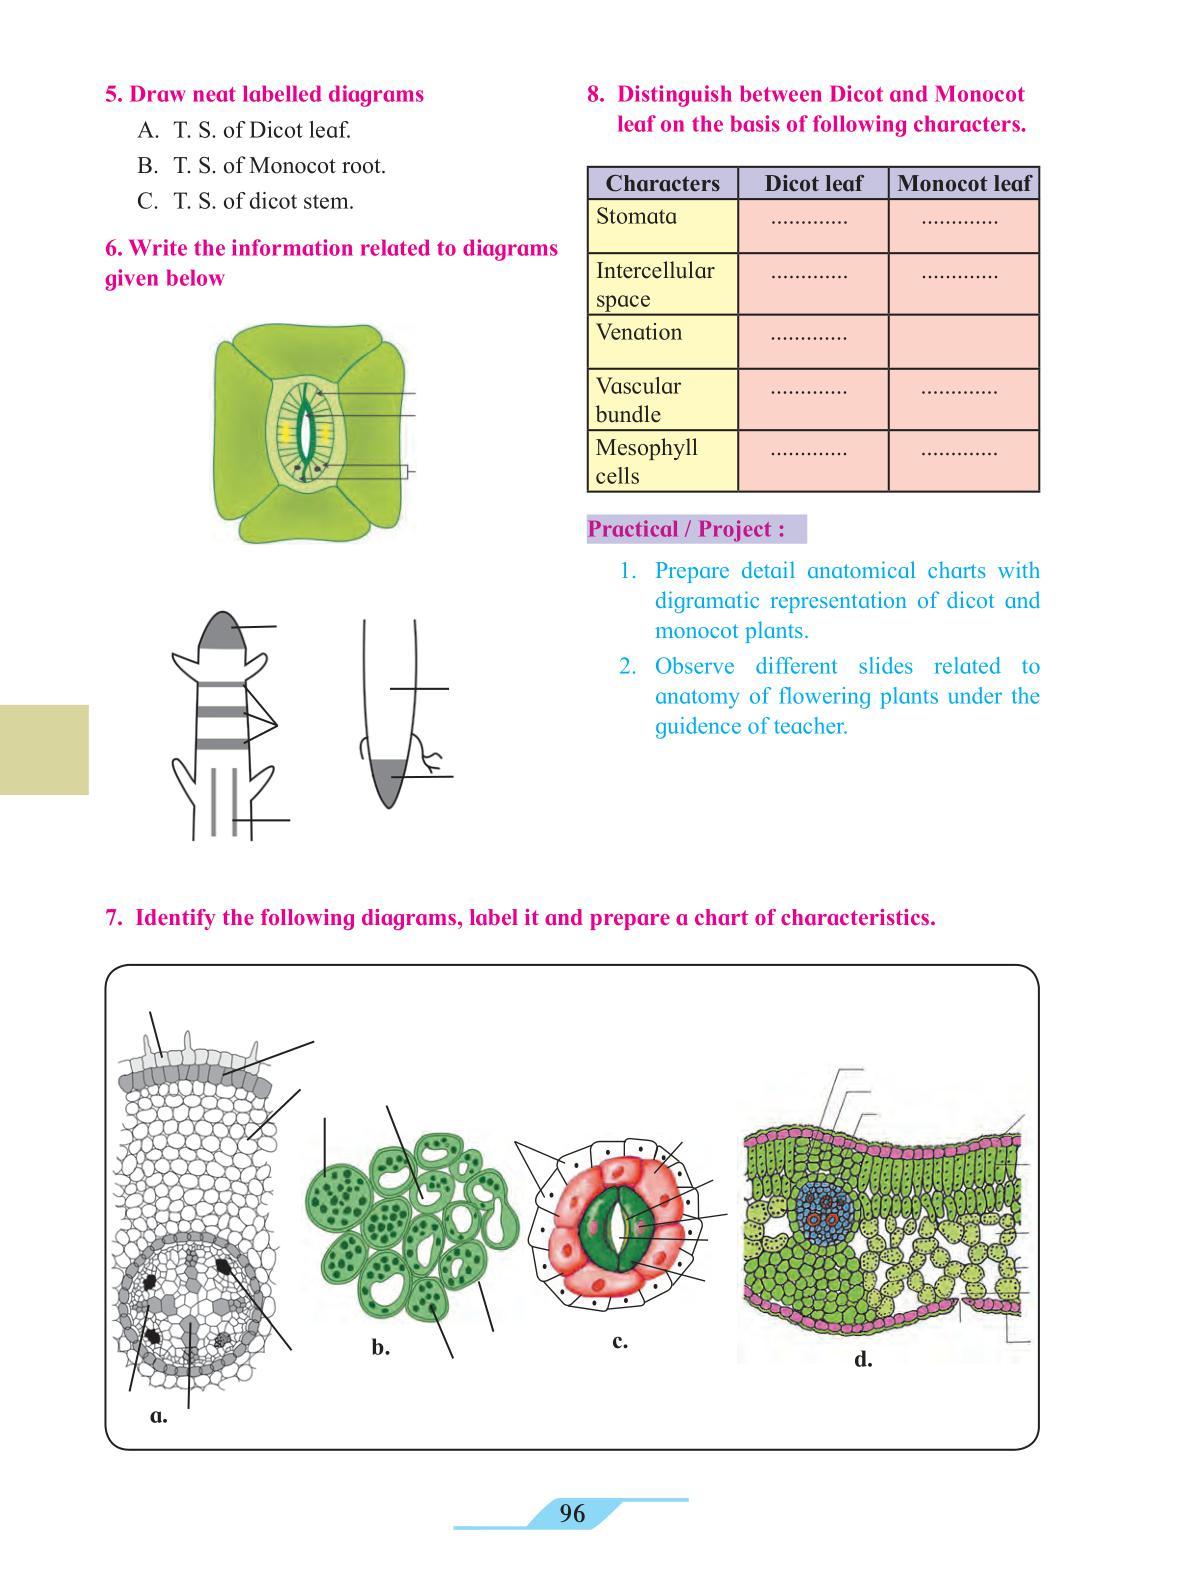 5. Draw neat labelled diagrams
A. T. S. of Dicot leaf.
B. T. S. of Monocot root.
C. T. S. of dicot stem.
6. Write the information related to diagrams
given below
8. Distinguish between Dicot and Monocot
leaf on the basis of following characters.
Characters Dicot leaf Monocot leaf
Stomata ............. .............
Intercellular ............. .............
space
Venation .............
Vascular ............. .............
bundle
Mesophyll ............. .............
cells
Practical / Project :
1. Prepare detail anatomical charts with
digramatic representation of dicot and
monocot plants.
2. Observe different slides related to
anatomy of flowering plants under the
guidence of teacher.
7. Identify the following diagrams, label it and prepare a chart of characteristics.
a.
b.
c.
d.
96